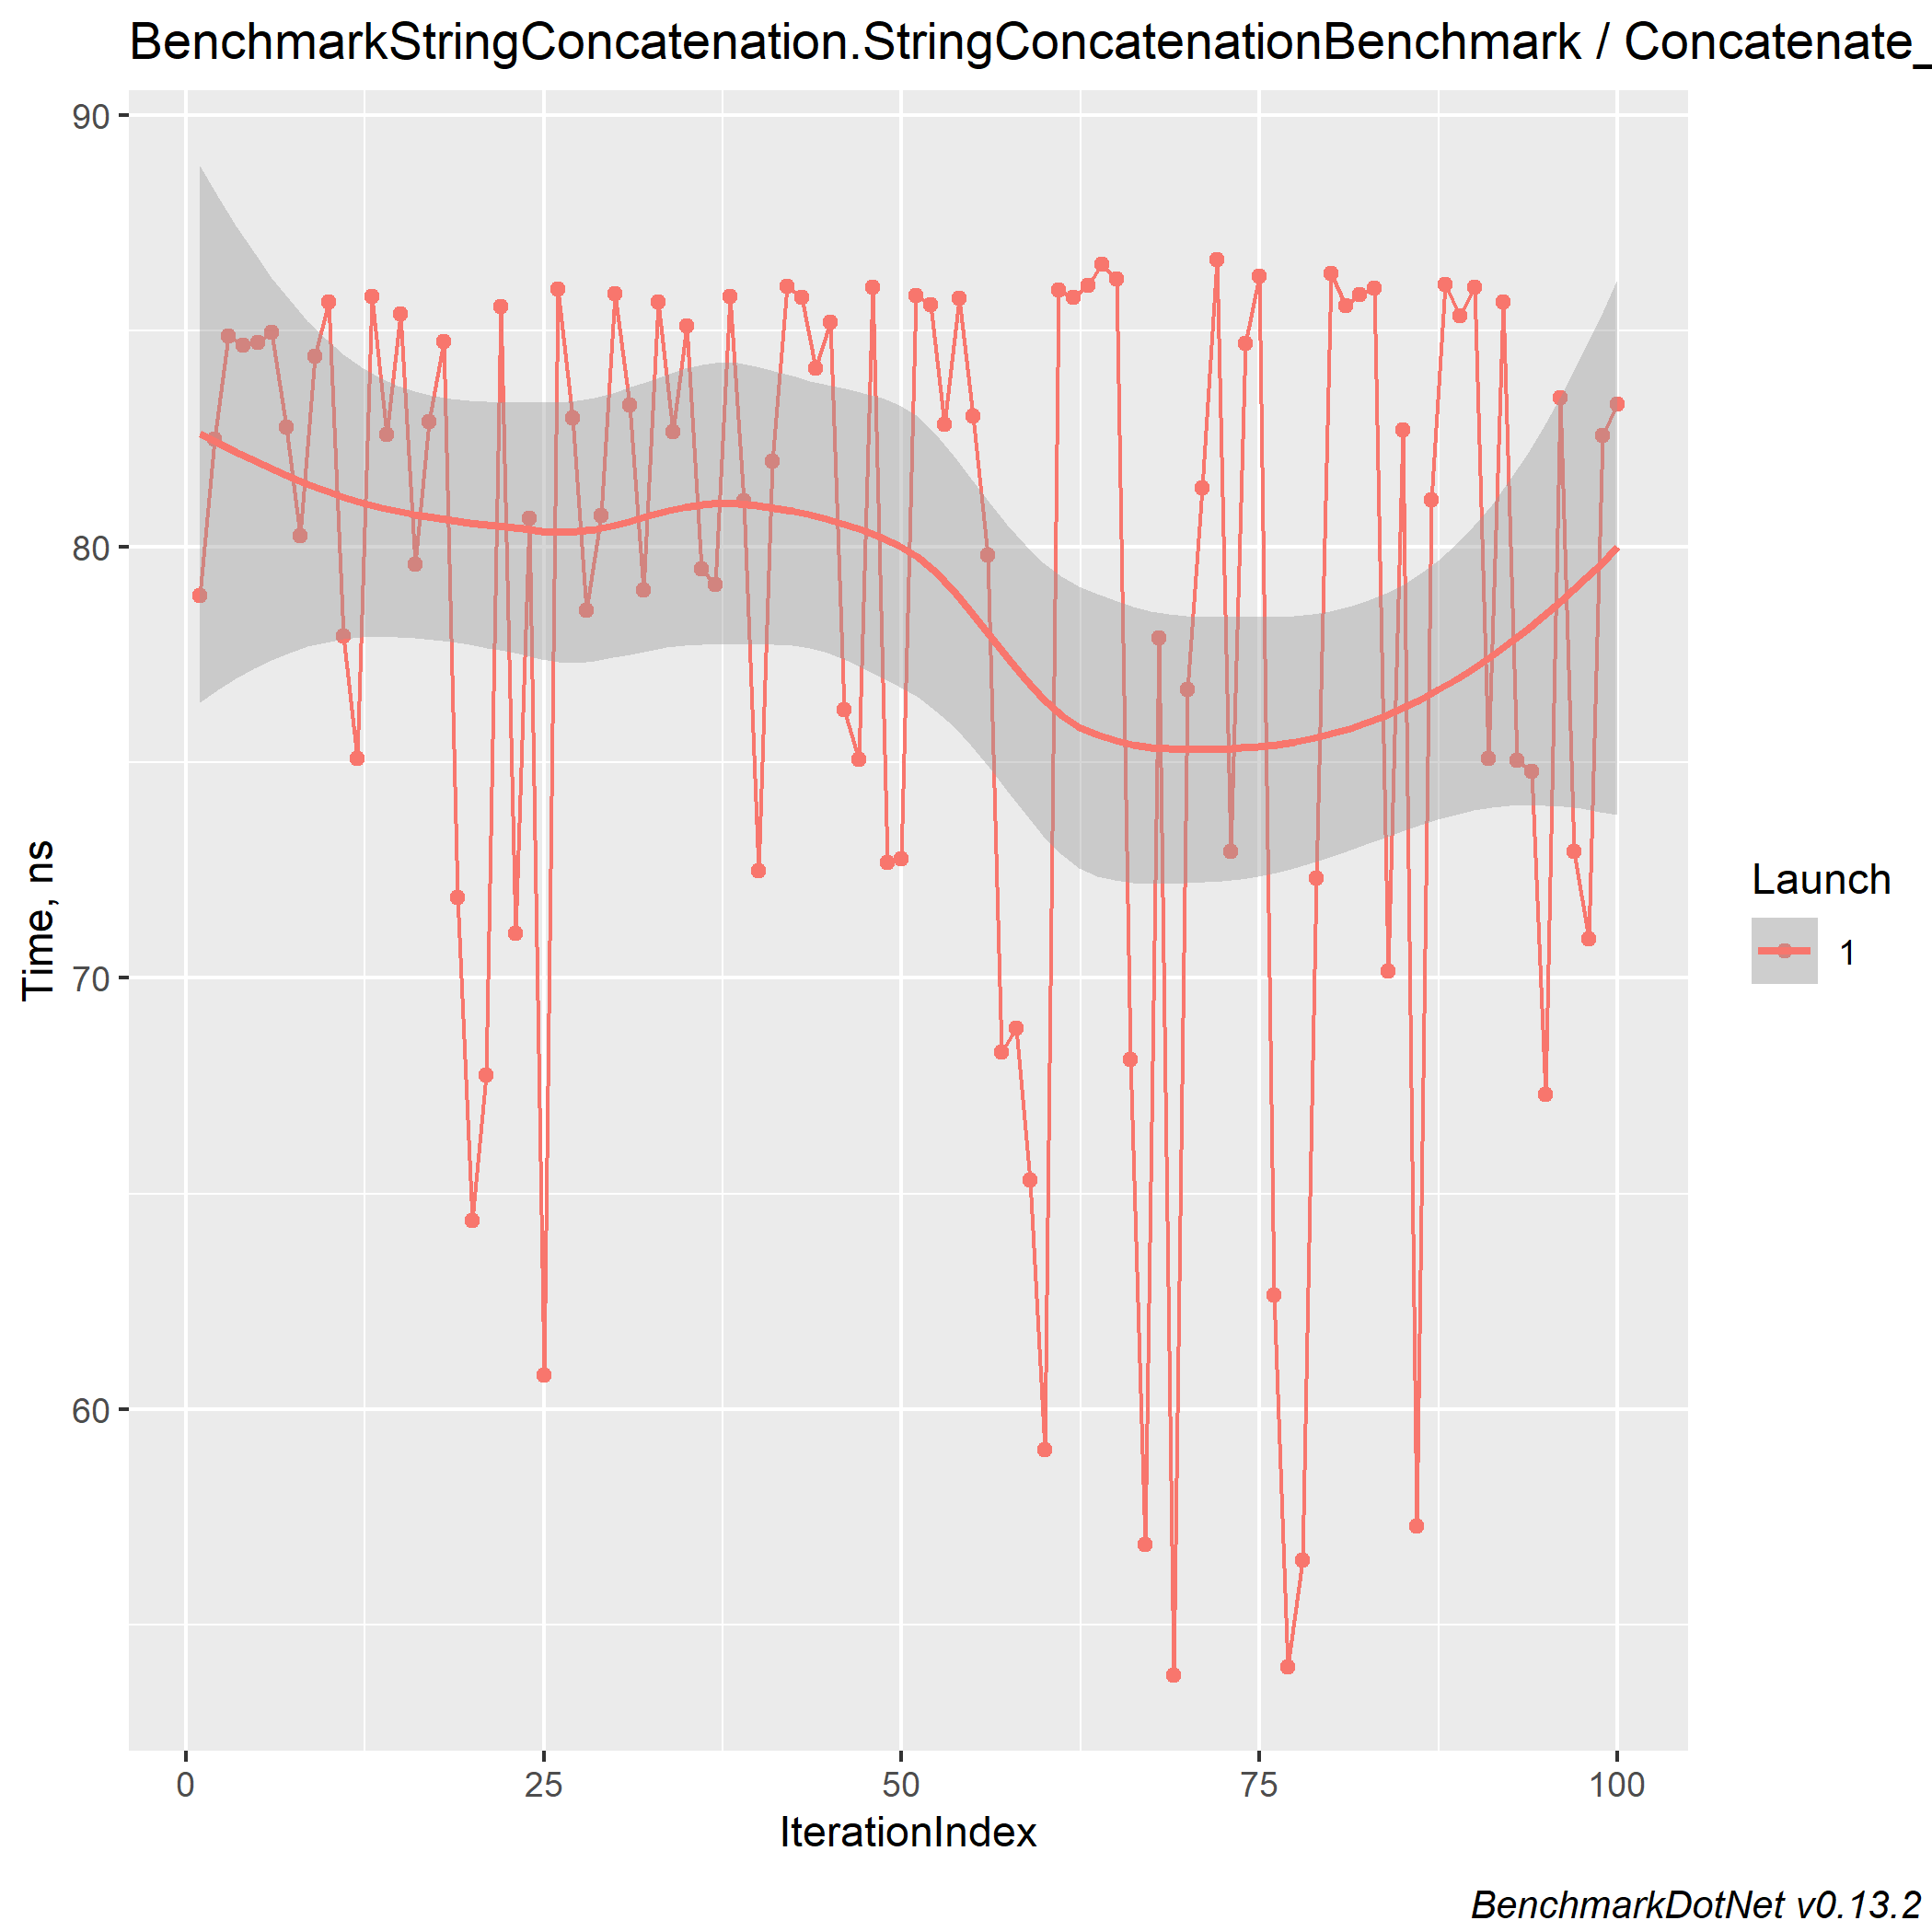 BenchmarkStringConcatenation.StringConcatenationBenchmark / Concatenate_
90
80
70
60
Time, ns
0 25 50 75 100
IterationIndex
Launch
1
BenchmarkDotNet v0.13.2